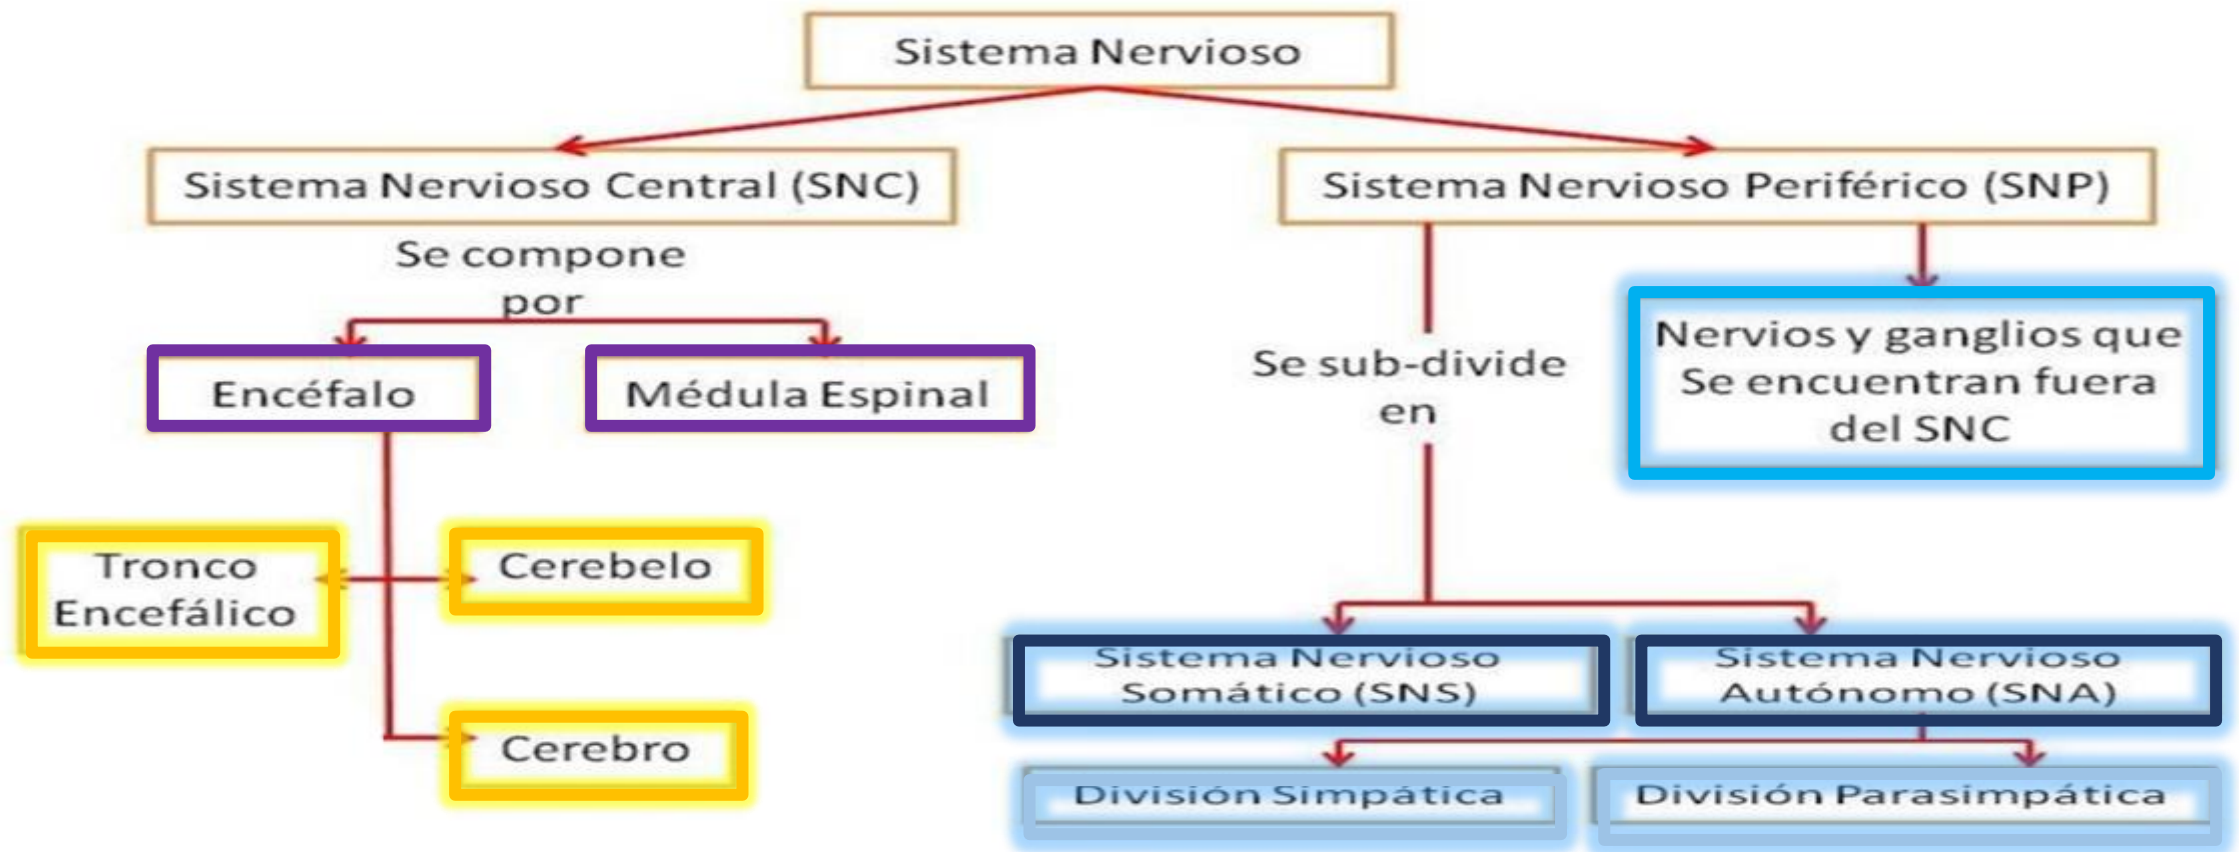 Sistema Nervioso
Sistema Nervioso Central (SNC)
Sistema Nervioso Periférico (SNP)
Se compone
por
Encéfalo
Médula Espinal
Se sub-divide
en
Nervios y ganglios que
Se encuentran fuera
del SNC
Tronco
Encefálico
Cerebelo
Cerebro
Sistema Nervioso
Somático (SNS)
Sistema Nervioso
Autónomo (SNA)
División Simpática
División Parasimpática